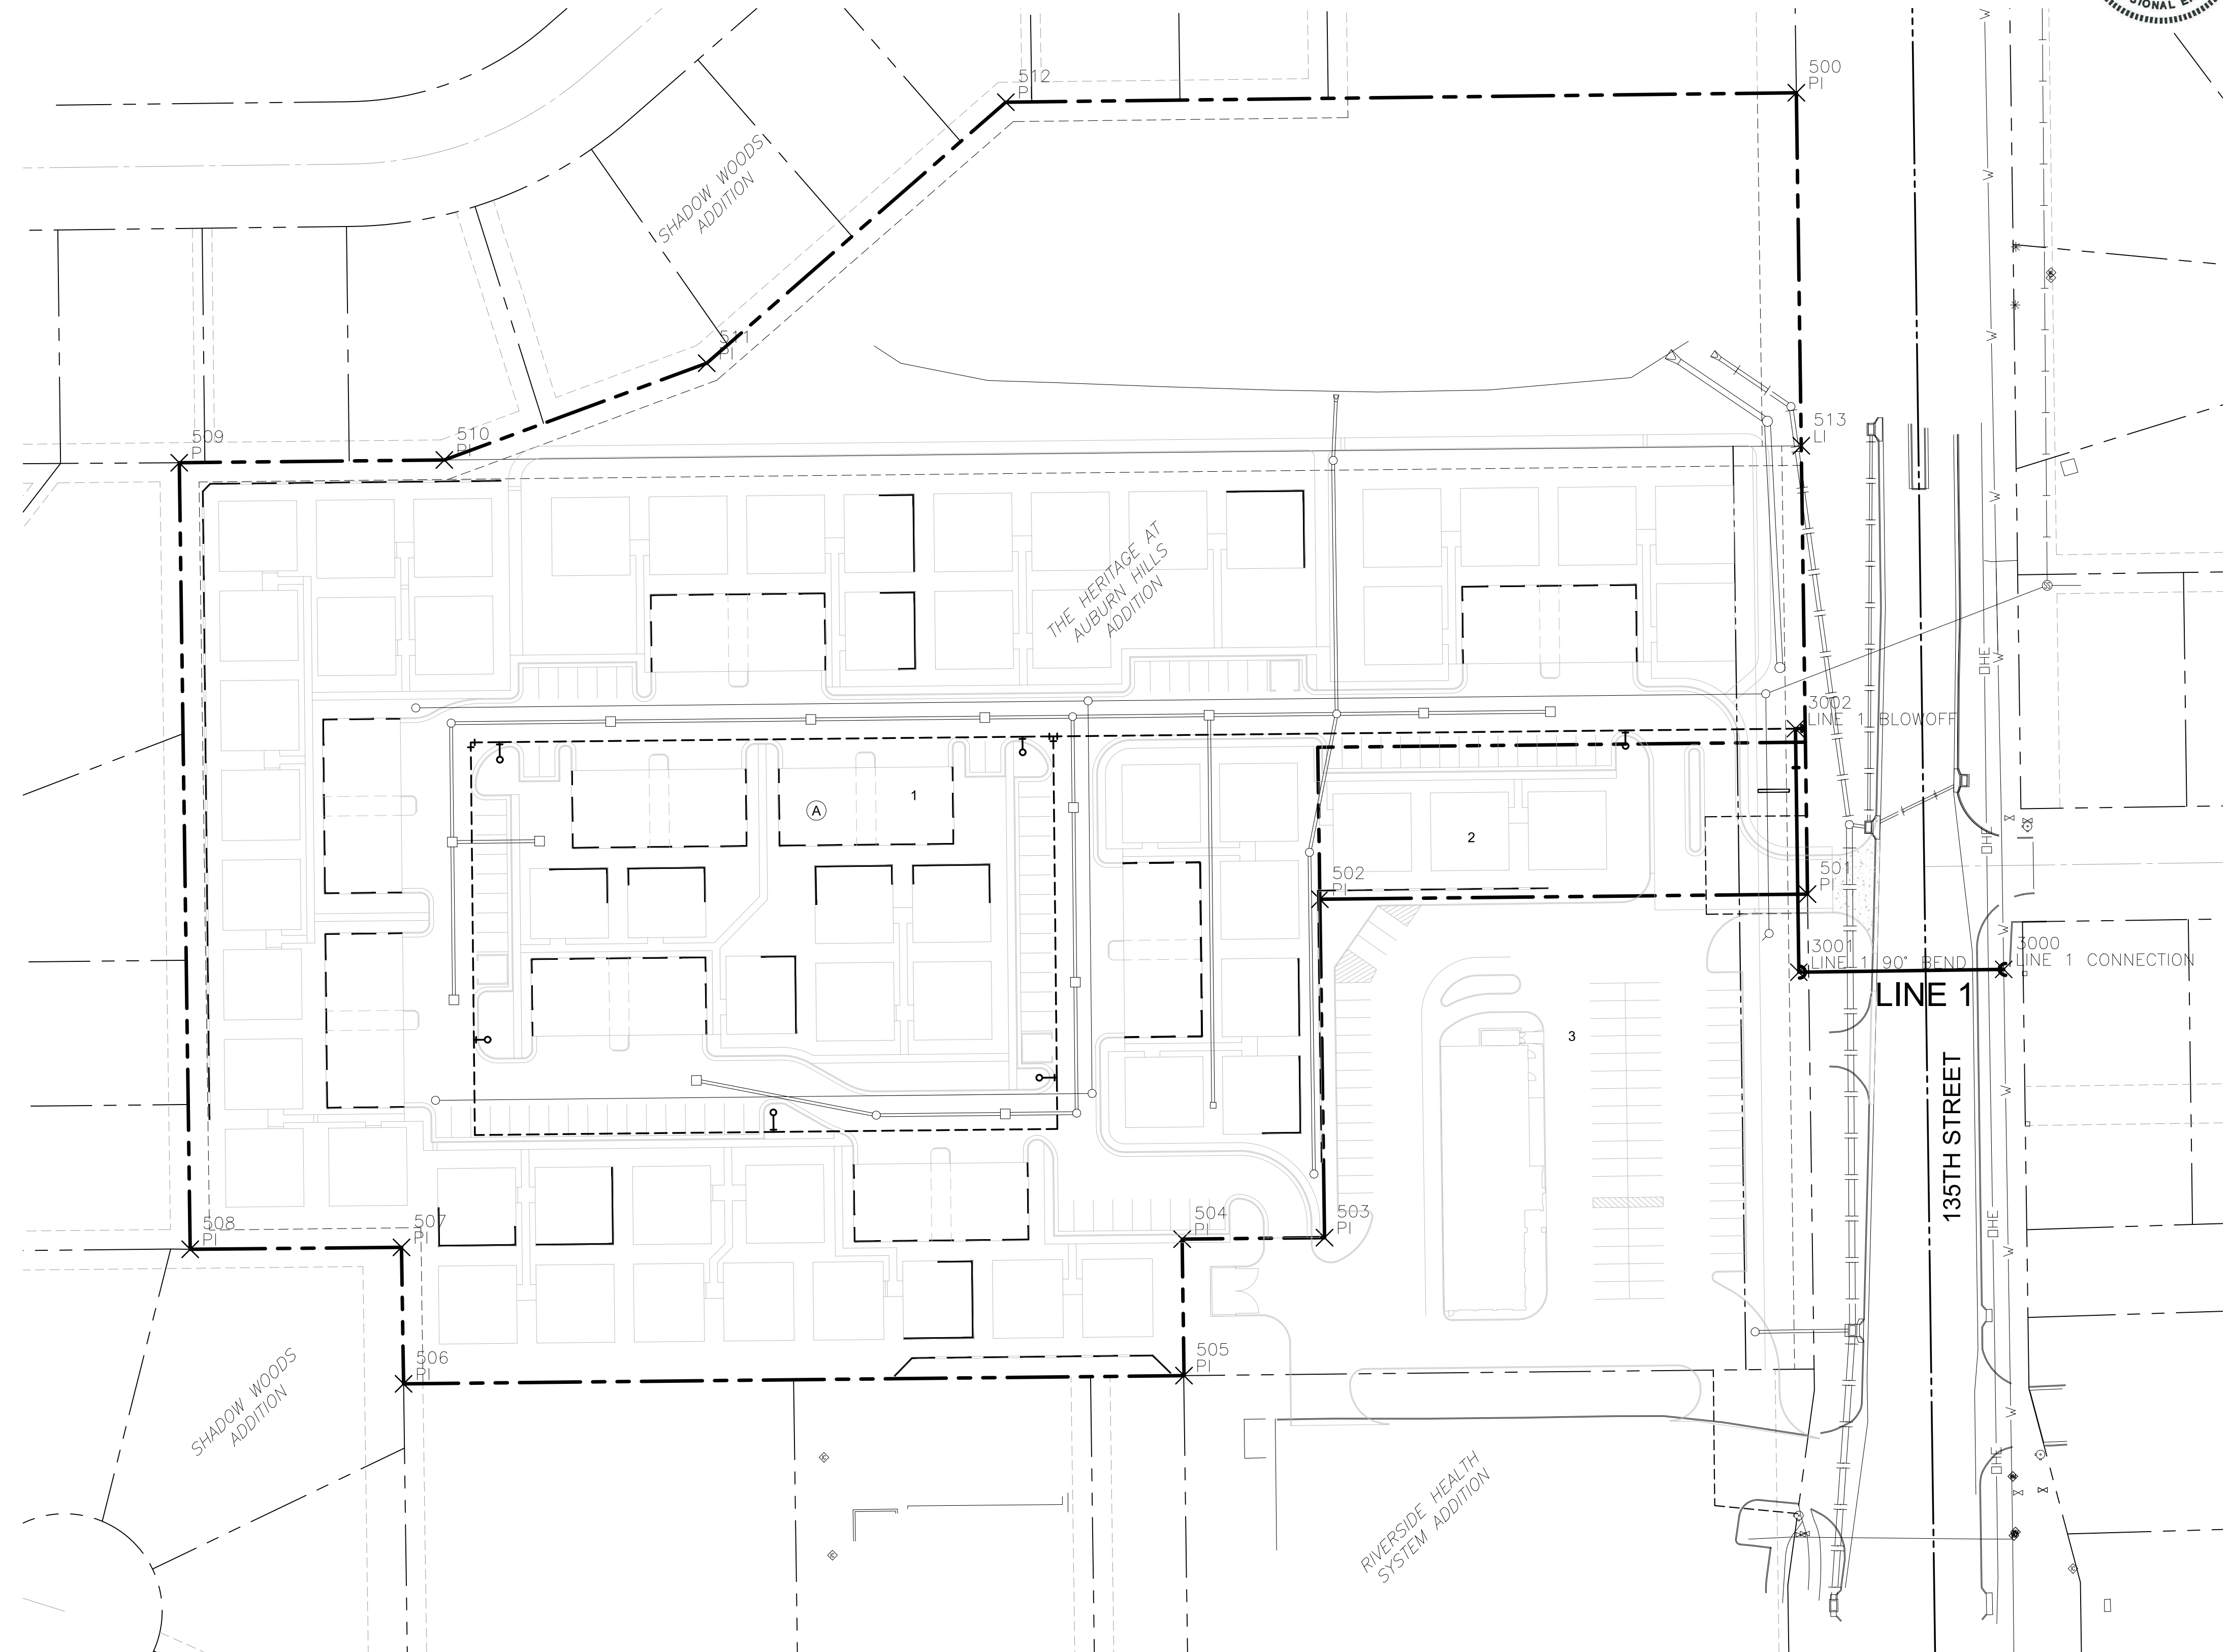 SIONAL
512
PI
500
PI
SHADOW WOODS
ADDITION
511
PI
513
LI
509
PI
510
PI
THE HERITAGE AT
AUBURN HILLS
ADDITION
W
W
W
W
W
OHE
3002
LINE 1 BLOWOFF
A
1
2
OHE
502
PI
501
PI
W
3001
LINE 1 90° BEND
3000
LINE 1 CONNECTION
LINE 1
3
W
135TH STREET
508
PI
507
PI
504
PI
503
PI
OHE
W
506
PI
505
PI
SHADOW WOODS
ADDITION
W
OHE
RIVERSIDE HEALTH
SYSTEM ADDITION